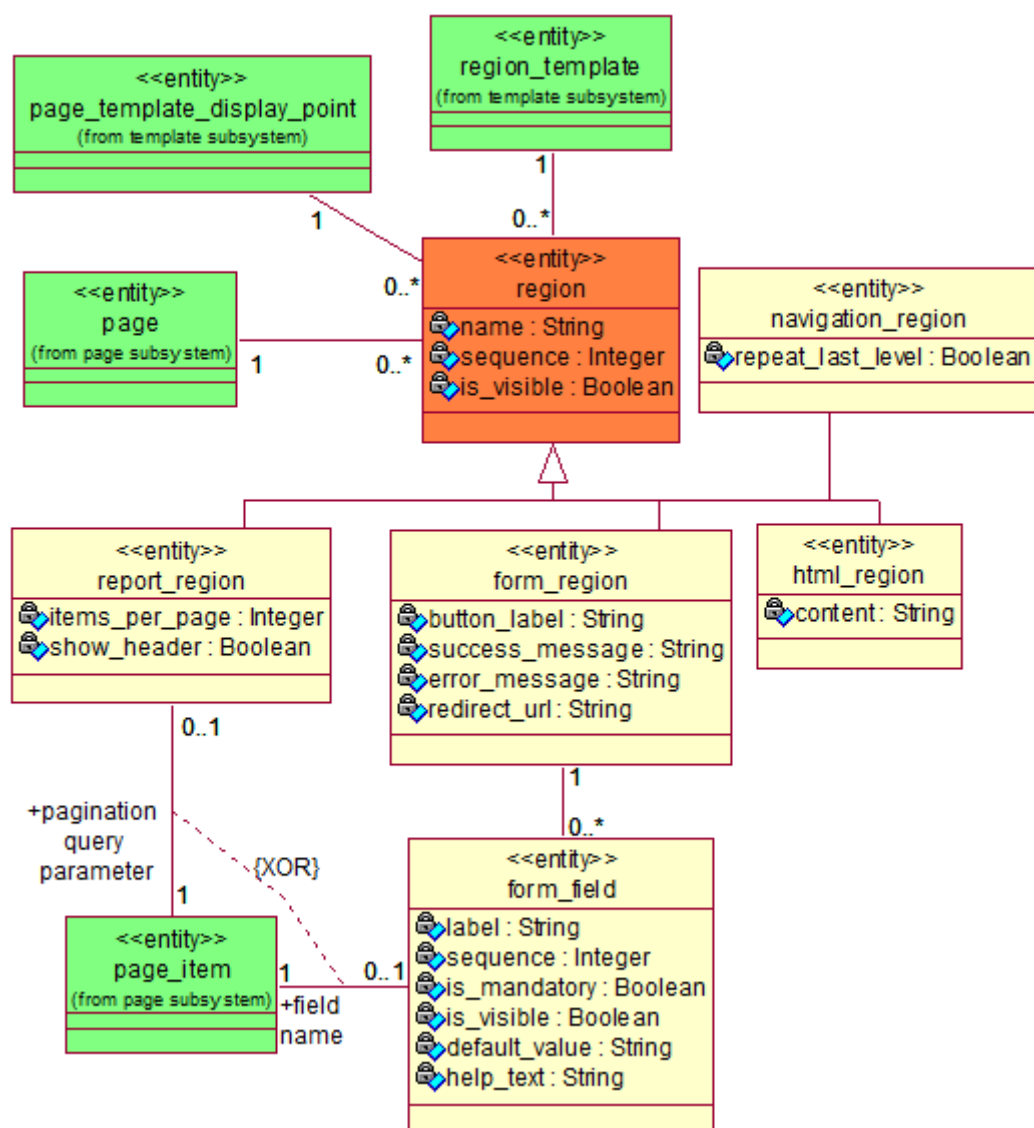 <<entity>>
region_template
(from template subsystem)
<<entity>>
page_template_display_point
(from template subsystem)
1
0..*
1
0..*
<<entity>>
region
name : String
sequence : Integer
is_visible : Boolean
<<entity>>
page
(from page subsystem)
1
0..*
<<entity>>
navigation_region
repeat_last_level : Boolean
<<entity>>
report_region
items_per_page : Integer
show_header : Boolean
<<entity>>
form_region
button_label : String
success_message : String
error_message : String
redirect_url : String
<<entity>>
html_region
content : String
0..1
+pagination
query
parameter
1
{XOR}
1
0..*
<<entity>>
page_item
(from page subsystem)
1
+field
name
0..1
<<entity>>
form_field
label : String
sequence : Integer
is_mandatory : Boolean
is_visible : Boolean
default_value : String
help_text : String